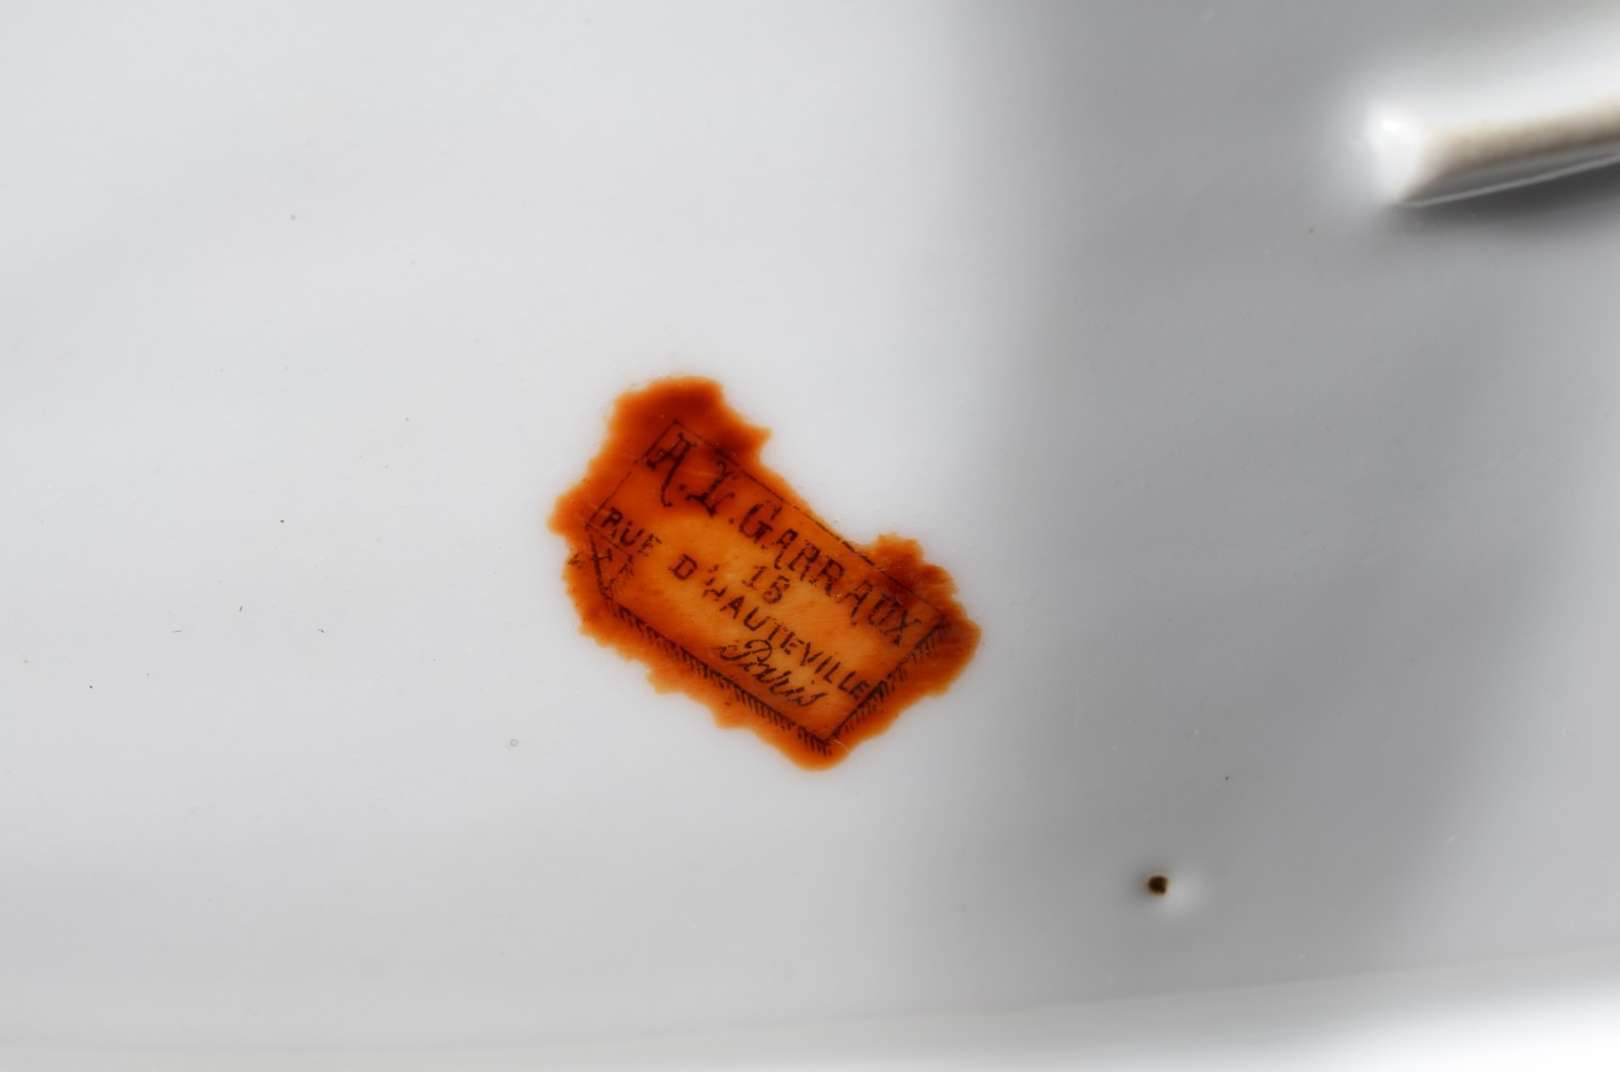 A.L. GARRAUX
15
RUE D'HAUTEVILLE
Paris